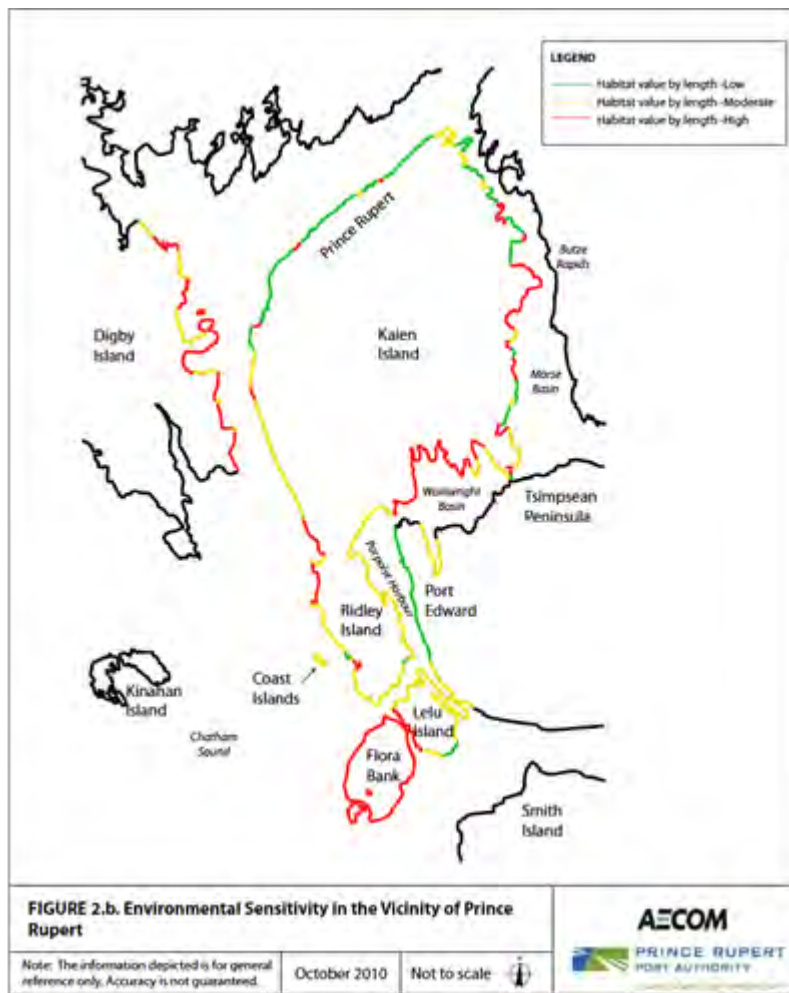 LEGEND
Habitat value by length -Low
Habitat value by length -Moderate
Habitat value by length -High
Prince Rupert
Butze
Rapids
Digby
Island
Kaien
Island
Morse
Basin
Wainwright
Basin
Tsimpsean
Peninsula
Porpoise Harbour
Port
Edward
Ridley
Island
Coast
Islands
Kinahan
Island
Lelu
Island
Chatham
Sound
Flora
Bank
Smith
Island
FIGURE 2.b. Environmental Sensitivity in the Vicinity of Prince
Rupert
Note: The information depicted is for general
reference only. Accuracy is not guaranteed.
October 2010
Not to scale
AECOM
PRINCE RUPERT
PORT AUTHORITY